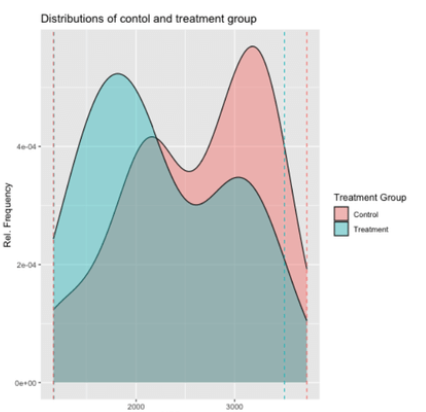 Distributions of contol and treatment group
4e-04
2e-04
0e+00
Rel. Frequency
2000
3000
Treatment Group
Control
Treatment